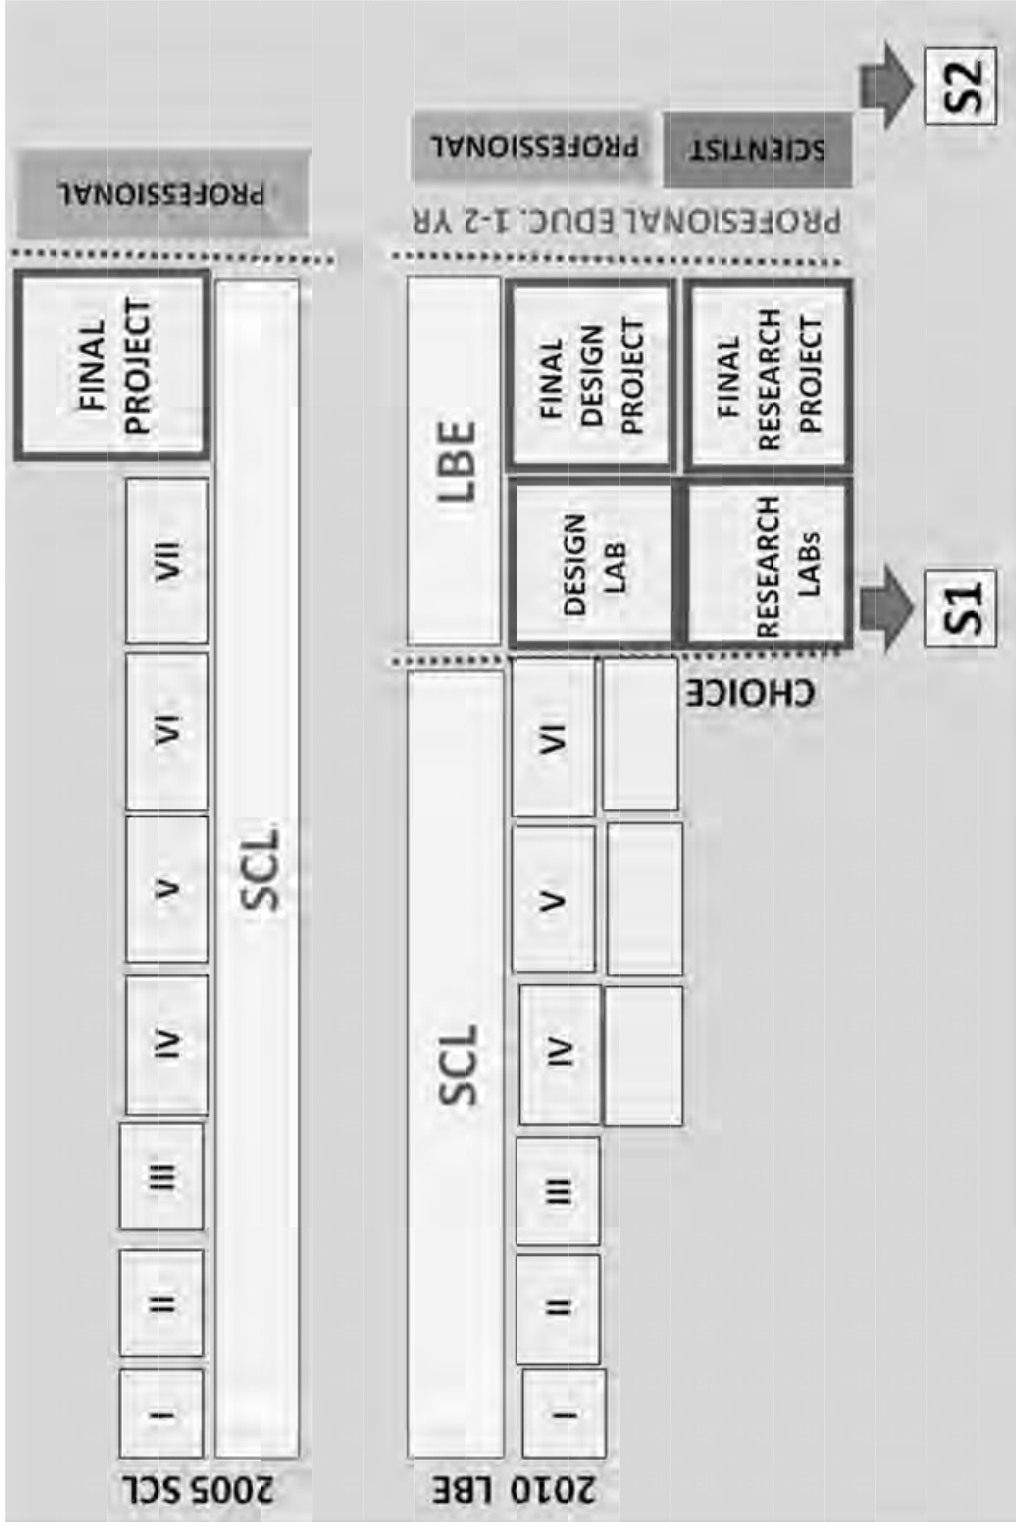 2005 SCL
I
II
III
IV
V
VI
VII
FINAL
PROJECT
SCL
PROFESSIONAL
2010 LBE
SCL
LBE
I
II
III
IV
V
VI
CHOICE
DESIGN
LAB
FINAL
DESIGN
PROJECT
RESEARCH
LABs
FINAL
RESEARCH
PROJECT
PROFESIONAL EDUC. 1-2 YR
PROFESSIONAL
SCIENTIST
S1
S2